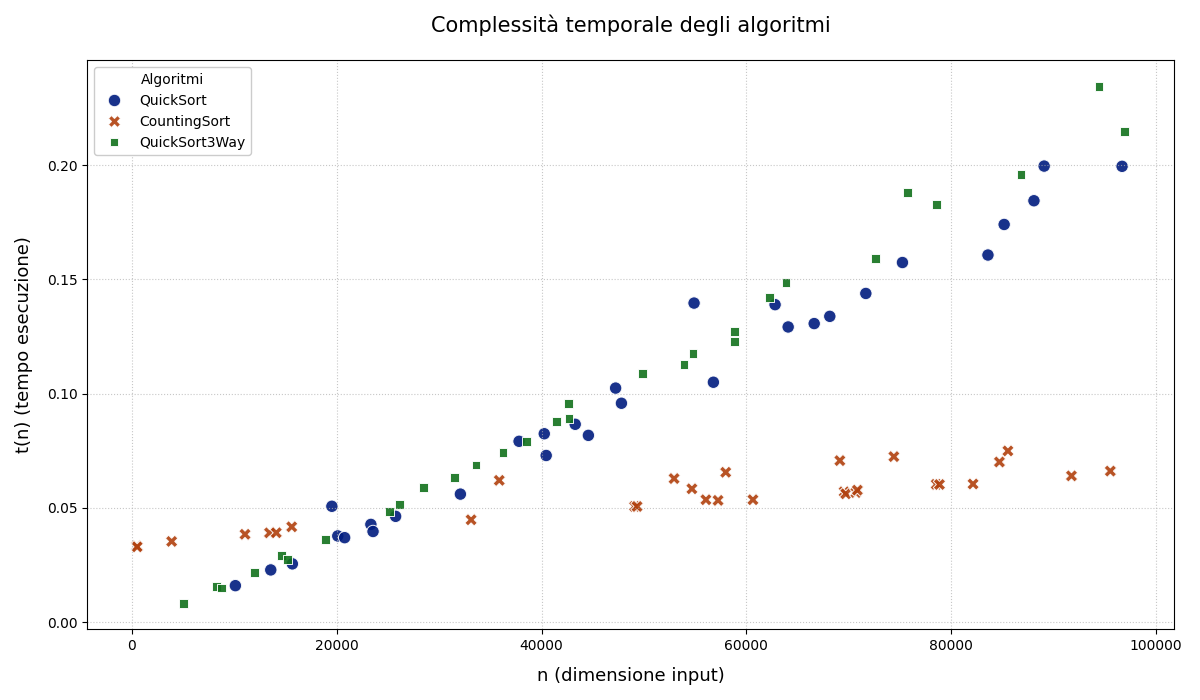 Complessità temporale degli algoritmi
Algoritmi
QuickSort
CountingSort
QuickSort3Way
t(n) (tempo esecuzione)
0.20
0.15
0.10
0.05
0.00
0 20000 40000 60000 80000 100000
n (dimensione input)